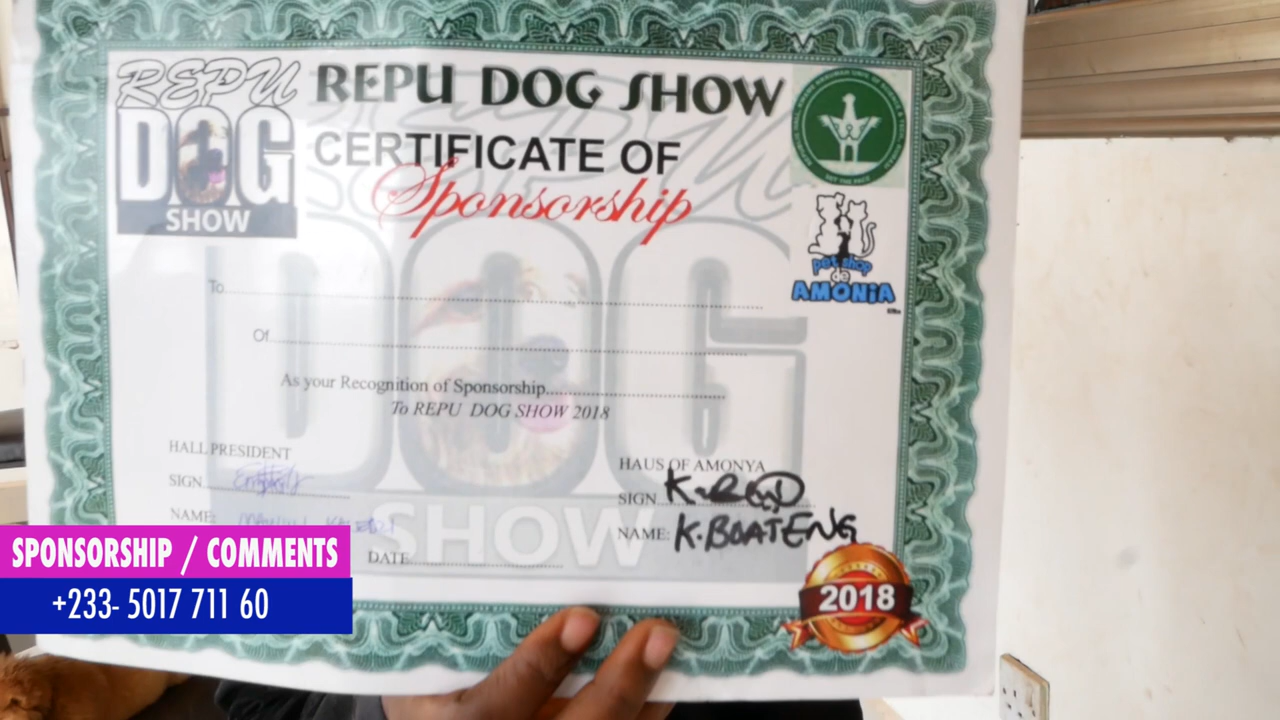 REPU DOG SHOW
REPU
DOG
SHOW
CERTIFICATE OF
Sponsorship
pet shop
de
AMONiA
To
Of
As your Recognition of Sponsorship
To REPU DOG SHOW 2018
HALL PRESIDENT
SIGN
NAME:
DATE
HAUS OF AMONYA
SIGN
NAME: K. BOATENG
DOG
SHOW
2018
SPONSORSHIP / COMMENTS
+233- 5017 711 60